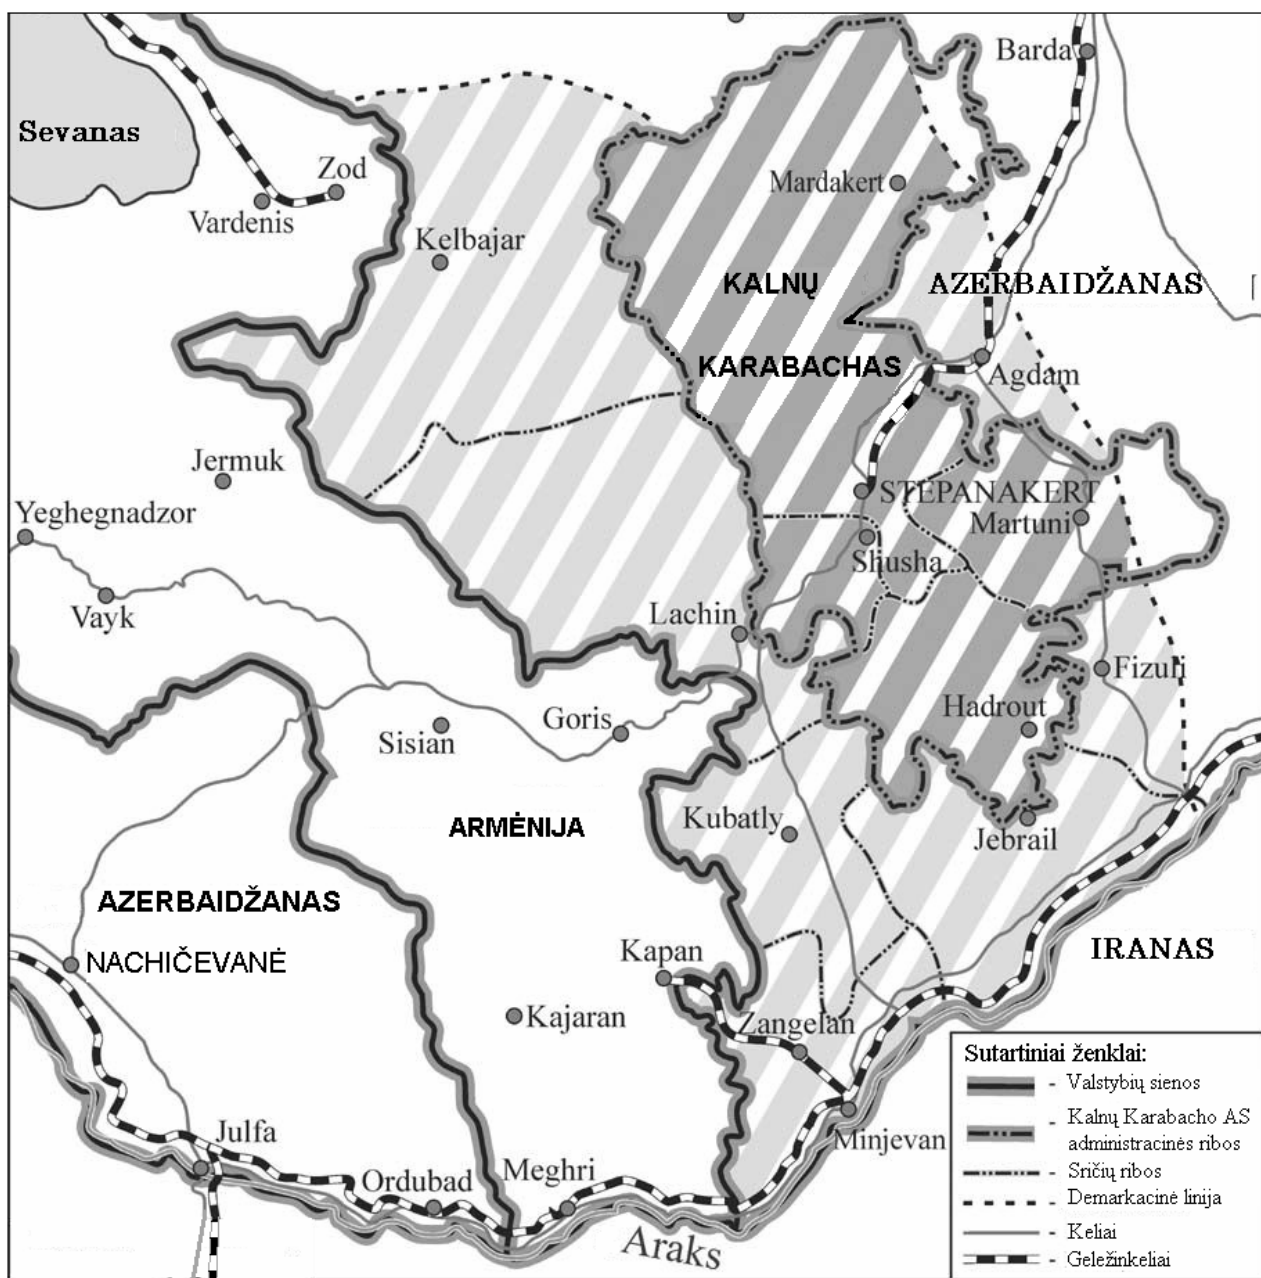 Barda
Sevanas
Zod
Mardakert
Vardenis
Kelbajar
KALNŲ
AZERBAIDŽANAS
KARABACHAS
Agdam
Jermuk
STEPANAKERT
Yeghegnadzor
Martuni
Shusha
Vayk
Lachin
Fizuli
Goris
Hadrout
Sisian
Kubatly
ARMĖNIJA
Jebrail
AZERBAIDŽANAS
NACHIČEVANĖ
Kapan
IRANAS
Kajaran
Zangelan
Julfa
Minjevan
Ordubad
Meghri
Araks
Sutartiniai ženklai:
- Valstybių sienos
- Kalnų Karabacho AS
administracinės ribos
- Sričių ribos
- Demarkacinė linija
- Keliai
- Geležinkeliai